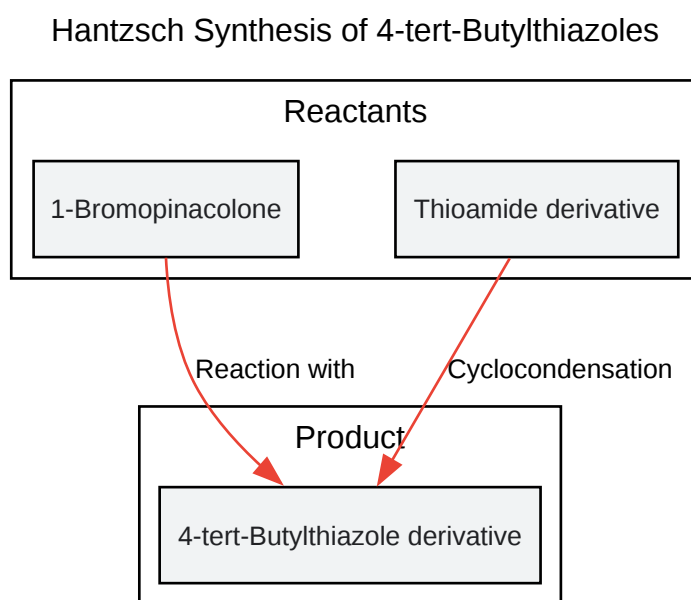 Hantzsch Synthesis of 4-tert-Butylthiazoles
Reactants
1-Bromopinacolone
Thioamide derivative
Reaction with
Cyclocondensation
Product
4-tert-Butylthiazole derivative